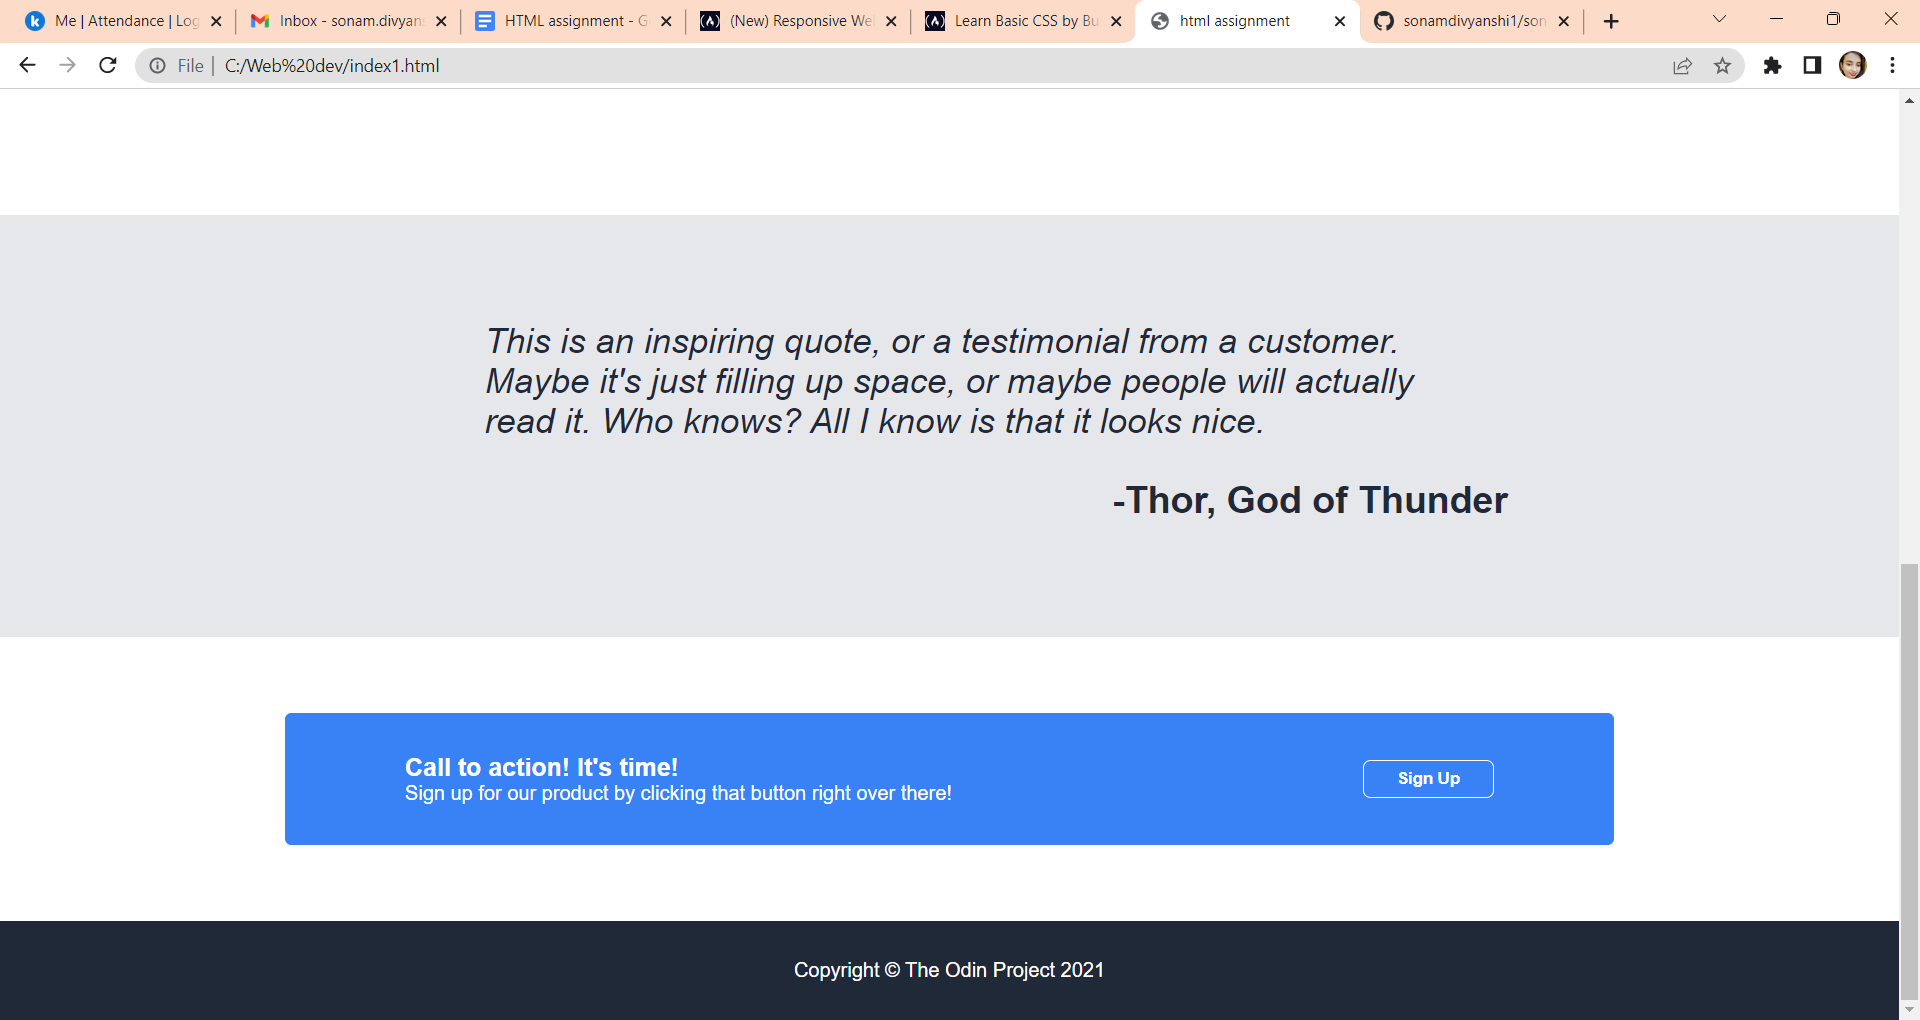 Me | Attendance | Log
Inbox - sonam.divyans
HTML assignment - G
(New) Responsive We
Learn Basic CSS by Bu
html assignment
sonamdivyanshi1/son
File | C:/Web%20dev/index1.html
This is an inspiring quote, or a testimonial from a customer.
Maybe it's just filling up space, or maybe people will actually
read it. Who knows? All I know is that it looks nice.
-Thor, God of Thunder
Call to action! It's time!
Sign up for our product by clicking that button right over there!
Sign Up
Copyright © The Odin Project 2021